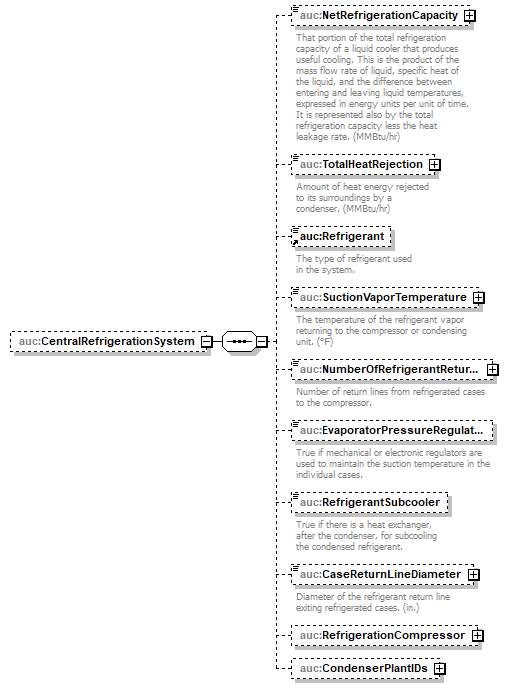 auc:NetRefrigerationCapacity
That portion of the total refrigeration
capacity of a liquid cooler that produces
useful cooling. This is the product of the
mass flow rate of liquid, specific heat of
the liquid, and the difference between
entering and leaving liquid temperatures,
expressed in energy units per unit of time.
It is represented also by the total
refrigeration capacity less the heat
leakage rate. (MMBtu/hr)
auc:TotalHeatRejection
Amount of heat energy rejected
to its surroundings by a
condenser. (MMBtu/hr)
auc:Refrigerant
The type of refrigerant used
in the system.
auc:SuctionVaporTemperature
The temperature of the refrigerant vapor
returning to the compressor or condensing
unit. (°F)
auc:CentralRefrigerationSystem
auc:NumberOfRefrigerantRetur...
Number of return lines from refrigerated cases
to the compressor.
auc:EvaporatorPressureRegulat...
True if mechanical or electronic regulators are
used to maintain the suction temperature in the
individual cases.
auc:RefrigerantSubcooler
True if there is a heat exchanger,
after the condenser, for subcooling
the condensed refrigerant.
auc:CaseReturnLineDiameter
Diameter of the refrigerant return line
exiting refrigerated cases. (in.)
auc:RefrigerationCompressor
auc:CondenserPlantIDs